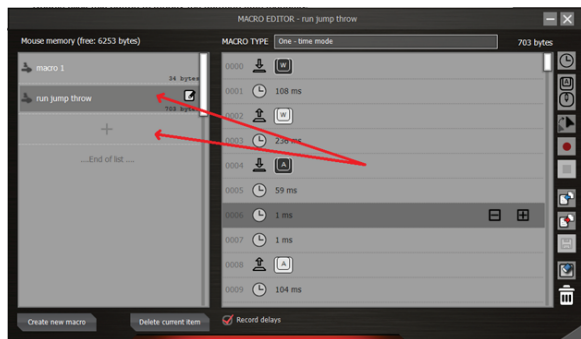 MACRO EDITOR - run jump throw
Mouse memory (free: 6253 bytes)
MACRO TYPE One - time mode 703 bytes
macro 1
34 bytes
run jump throw
703 bytes
+
....End of list ....
0000 W
0001 108 ms
0002 W
0003 236 ms
0004 A
0005 59 ms
0006 1 ms
0007 1 ms
0008 A
0009 104 ms
Create new macro
Delete current item
Record delays